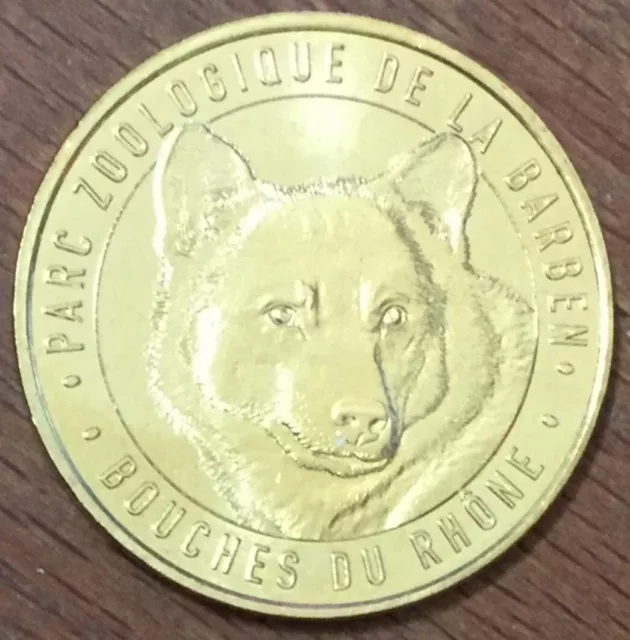 PARC ZOOLOGIQUE DE LA BARBEN
BOUCHES DU RHÔNE